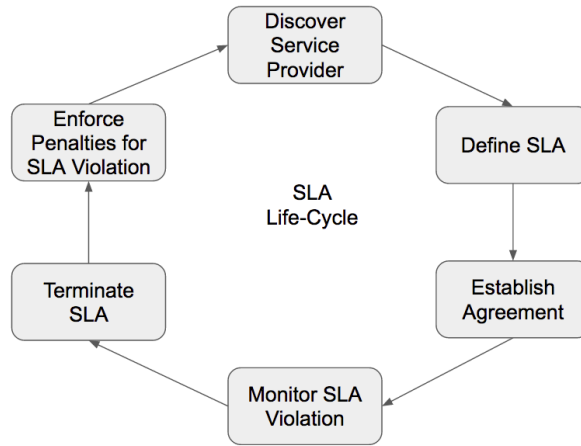 Discover
Service
Provider
Define SLA
Establish
Agreement
Monitor SLA
Violation
Terminate
SLA
Enforce
Penalties for
SLA Violation
SLA
Life-Cycle